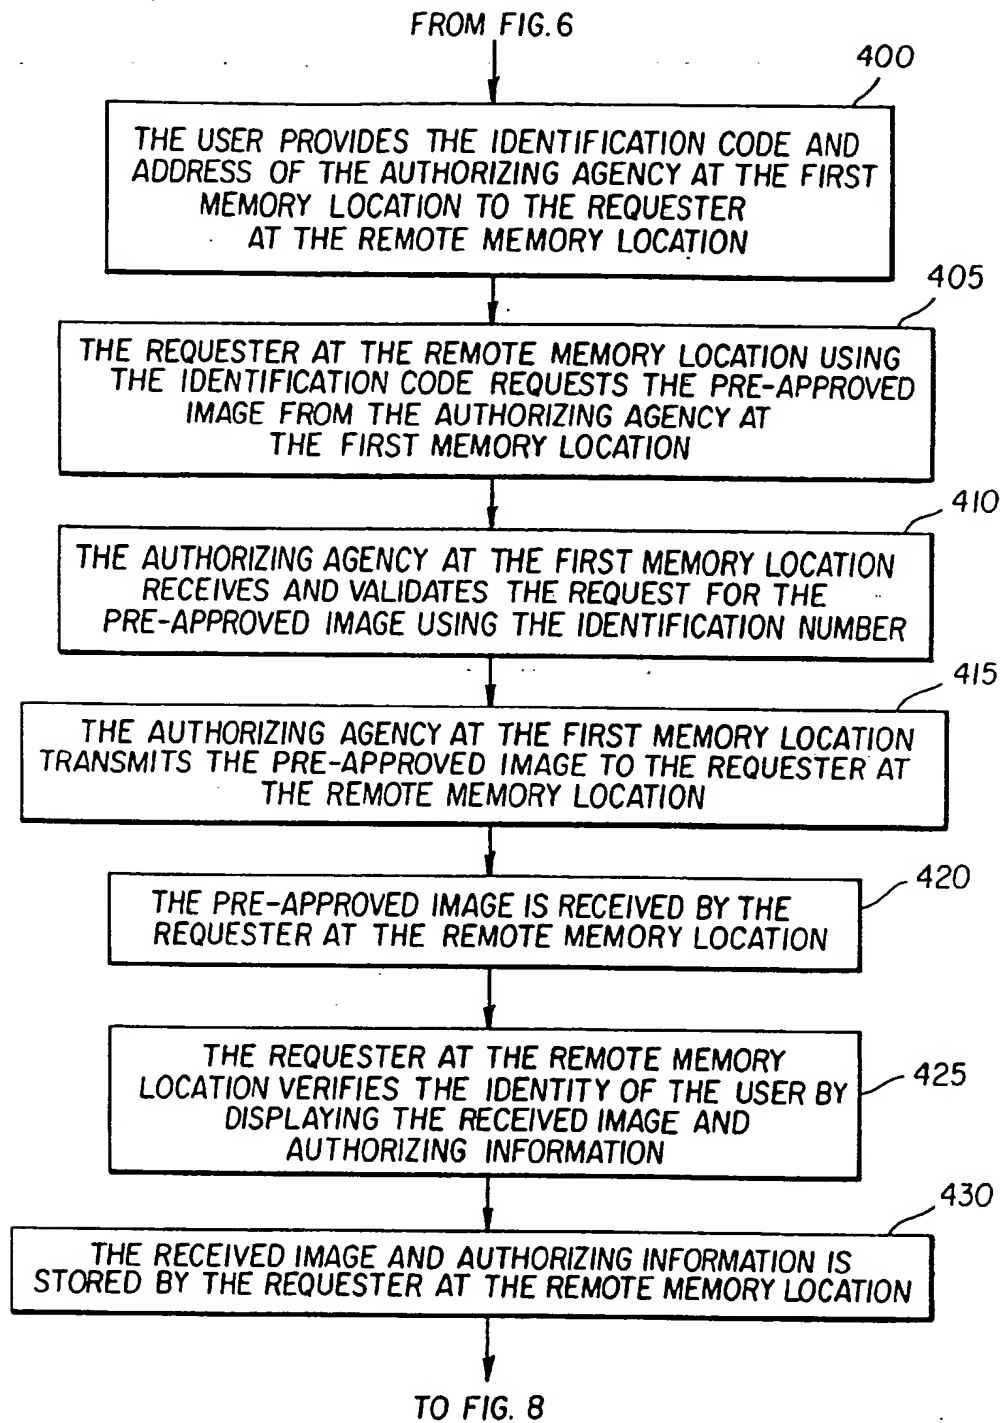 FROM FIG. 6
400
THE USER PROVIDES THE IDENTIFICATION CODE AND
ADDRESS OF THE AUTHORIZING AGENCY AT THE FIRST
MEMORY LOCATION TO THE REQUESTER
AT THE REMOTE MEMORY LOCATION
405
THE REQUESTER AT THE REMOTE MEMORY LOCATION USING
THE IDENTIFICATION CODE REQUESTS THE PRE-APPROVED
IMAGE FROM THE AUTHORIZING AGENCY AT
THE FIRST MEMORY LOCATION
410
THE AUTHORIZING AGENCY AT THE FIRST MEMORY LOCATION
RECEIVES AND VALIDATES THE REQUEST FOR THE
PRE-APPROVED IMAGE USING THE IDENTIFICATION NUMBER
415
THE AUTHORIZING AGENCY AT THE FIRST MEMORY LOCATION
TRANSMITS THE PRE-APPROVED IMAGE TO THE REQUESTER AT
THE REMOTE MEMORY LOCATION
420
THE PRE-APPROVED IMAGE IS RECEIVED BY THE
REQUESTER AT THE REMOTE MEMORY LOCATION
425
THE REQUESTER AT THE REMOTE MEMORY
LOCATION VERIFIES THE IDENTITY OF THE USER BY
DISPLAYING THE RECEIVED IMAGE AND
AUTHORIZING INFORMATION
430
THE RECEIVED IMAGE AND AUTHORIZING INFORMATION IS
STORED BY THE REQUESTER AT THE REMOTE MEMORY LOCATION
TO FIG. 8